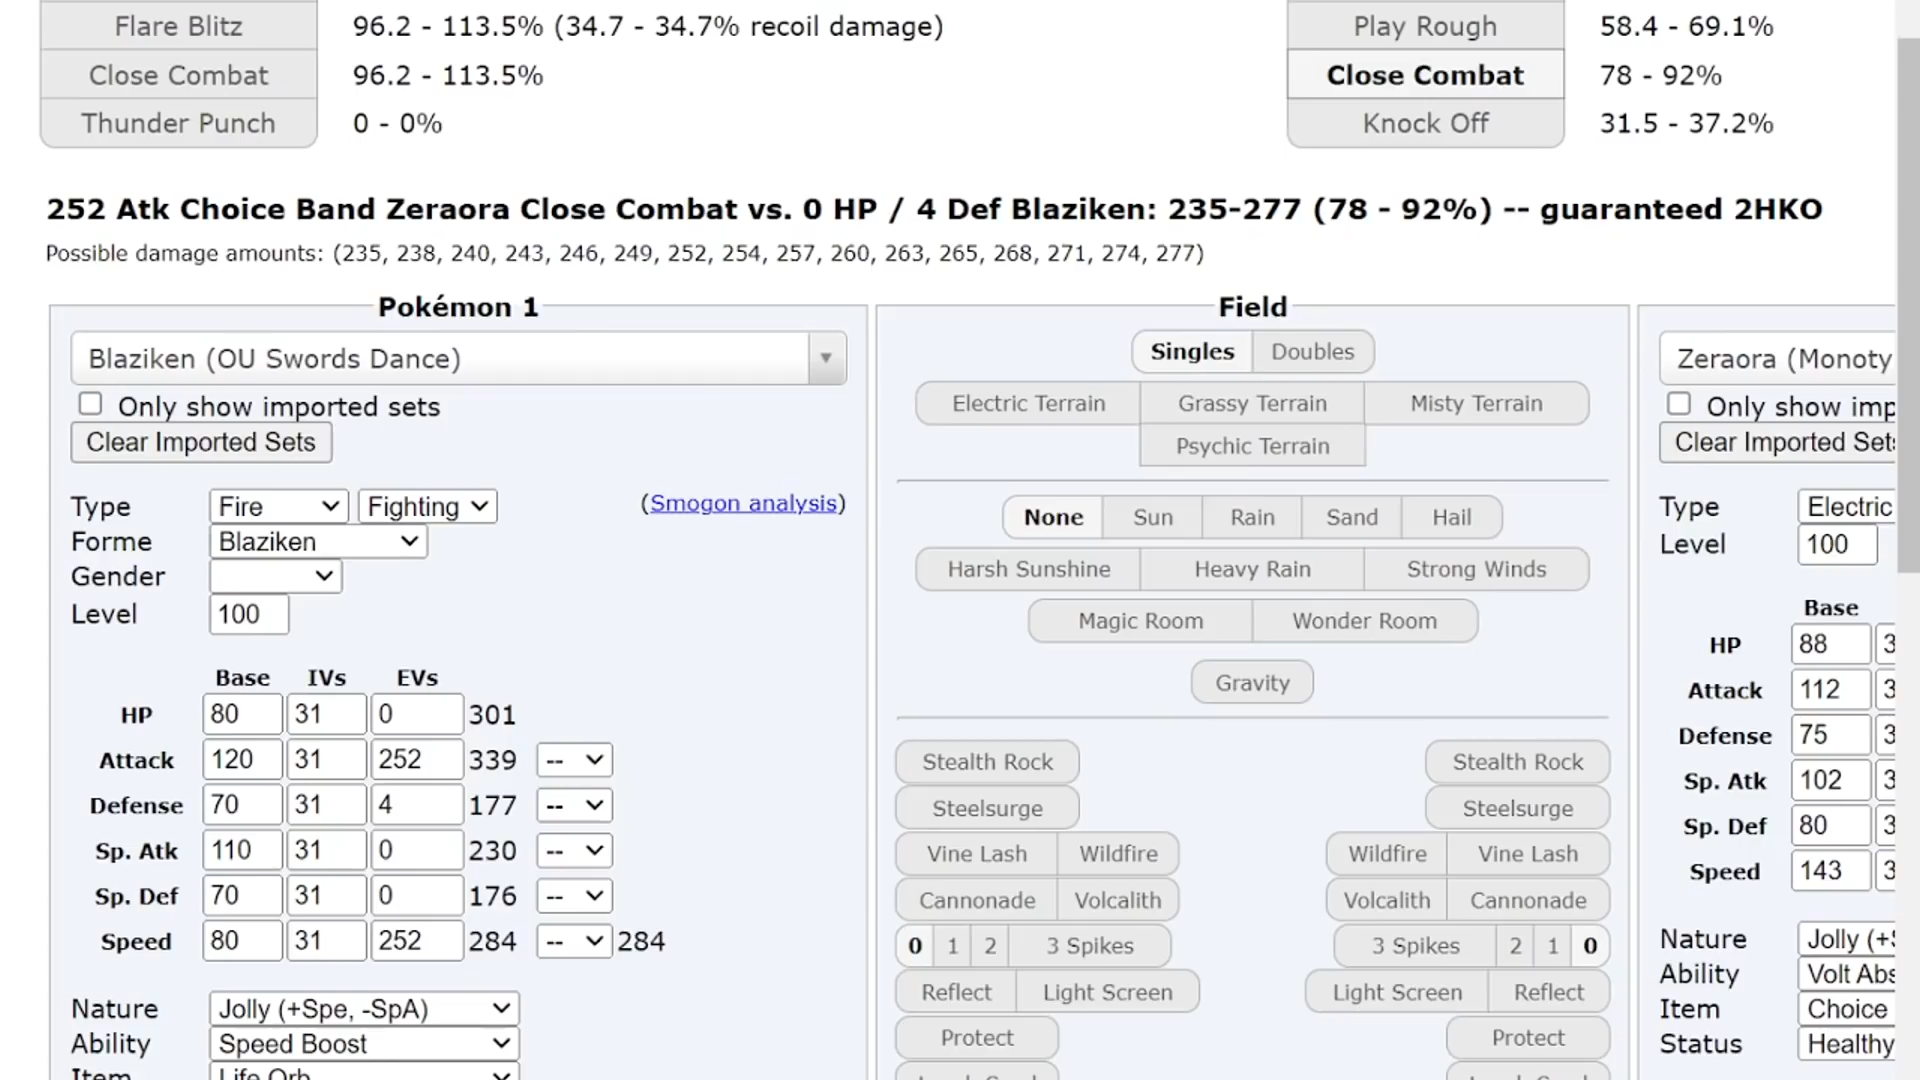 Flare Blitz 96.2 - 113.5% (34.7 - 34.7% recoil damage)
Close Combat 96.2 - 113.5%
Thunder Punch 0 - 0%
Play Rough 58.4 - 69.1%
Close Combat 78 - 92%
Knock Off 31.5 - 37.2%
252 Atk Choice Band Zeraora Close Combat vs. 0 HP / 4 Def Blaziken: 235-277 (78 - 92%) -- guaranteed 2HKO
Possible damage amounts: (235, 238, 240, 243, 246, 249, 252, 254, 257, 260, 263, 265, 268, 271, 274, 277)
Pokémon 1
Blaziken (OU Swords Dance)
Only show imported sets
Clear Imported Sets
Type Fire Fighting (Smogon analysis)
Forme Blaziken
Gender
Level 100
Base IVs EVs
HP 80 31 0 301
Attack 120 31 252 339 --
Defense 70 31 4 177 --
Sp. Atk 110 31 0 230 --
Sp. Def 70 31 0 176 --
Speed 80 31 252 284 -- 284
Nature Jolly (+Spe, -SpA)
Ability Speed Boost
Item Life Orb
Field
Singles Doubles
Electric Terrain Grassy Terrain Misty Terrain
Psychic Terrain
None Sun Rain Sand Hail
Harsh Sunshine Heavy Rain Strong Winds
Magic Room Wonder Room
Gravity
Stealth Rock Stealth Rock
Steelsurge Steelsurge
Vine Lash Wildfire Wildfire Vine Lash
Cannonade Volcalith Volcalith Cannonade
0 1 2 3 Spikes 3 Spikes 2 1 0
Reflect Light Screen Light Screen Reflect
Protect Protect
Zeraora (Monoty
Only show imp
Clear Imported Set
Type Electric
Level 100
Base
HP 88 3
Attack 112 3
Defense 75 3
Sp. Atk 102 3
Sp. Def 80 3
Speed 143 3
Nature Jolly (+S
Ability Volt Abs
Item Choice
Status Healthy